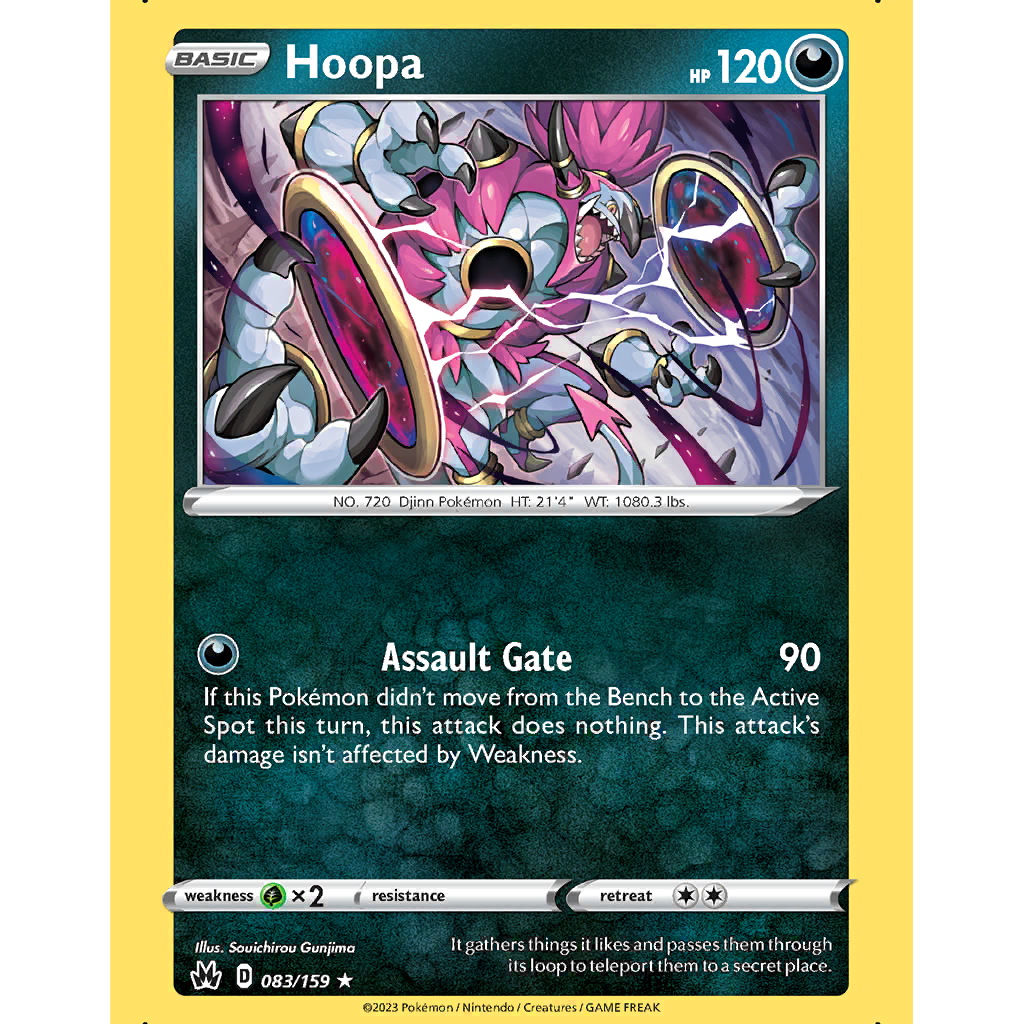 BASIC Hoopa HP 120
NO. 720 Djinn Pokémon HT: 21'4" WT: 1080.3 lbs.
Assault Gate 90
If this Pokémon didn't move from the Bench to the Active
Spot this turn, this attack does nothing. This attack's
damage isn't affected by Weakness.
weakness ×2 resistance retreat
Illus. Souichirou Gunjima
It gathers things it likes and passes them through
its loop to teleport them to a secret place.
D 083/159 ★
©2023 Pokémon / Nintendo / Creatures / GAME FREAK